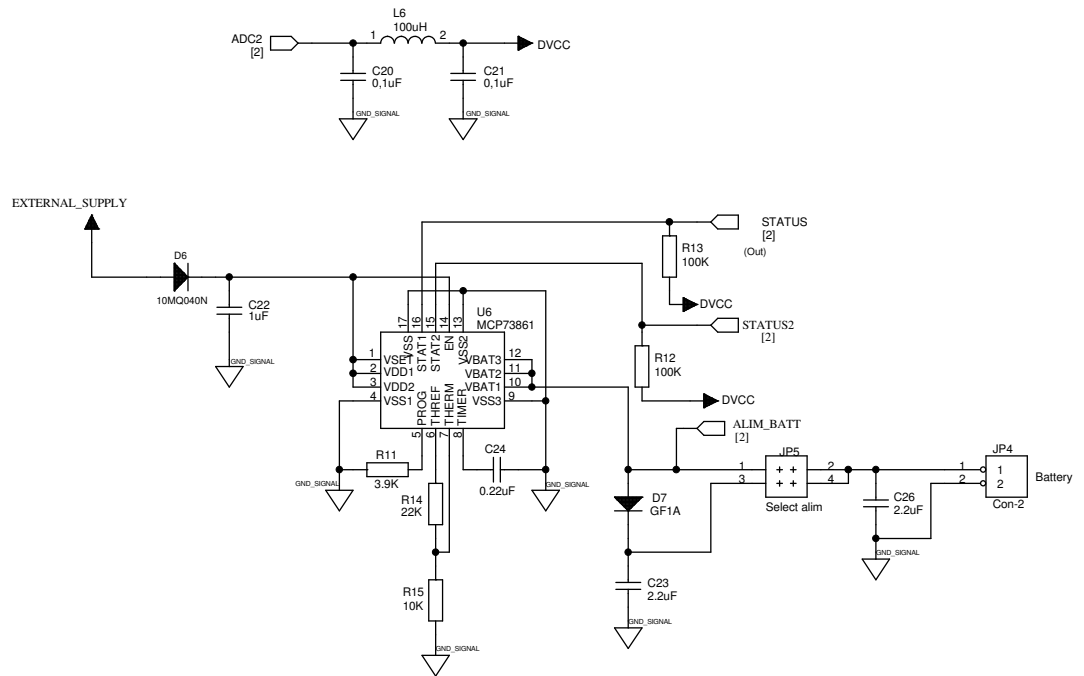 L6
100uH
ADC2
[2]
1
2
DVCC
C20
0,1uF
C21
0,1uF
GND_SIGNAL
GND_SIGNAL
EXTERNAL_SUPPLY
D6
10MQ040N
C22
1uF
GND_SIGNAL
STATUS
[2]
(Out)
R13
100K
DVCC
STATUS2
[2]
R12
100K
DVCC
U6
MCP73861
17
16
15
14
13
VSS
STAT1
STAT2
EN
VSS2
1
VSET
2
VDD1
3
VDD2
4
VSS1
VBAT3
12
VBAT2
11
VBAT1
10
VSS3
9
PROG
THREF
THERM
TIMER
5
6
7
8
R11
3.9K
GND_SIGNAL
C24
0.22uF
GND_SIGNAL
R14
22K
R15
10K
GND_SIGNAL
ALIM_BATT
[2]
D7
GF1A
C23
2.2uF
GND_SIGNAL
JP5
1
2
3
4
Select alim
C26
2.2uF
GND_SIGNAL
JP4
1
1
2
2
Con-2
Battery